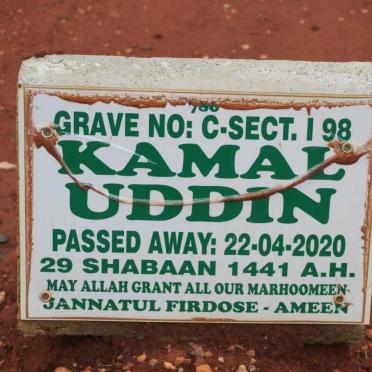 786
GRAVE NO: C-SECT. I 98
KAMAL
UDDIN
PASSED AWAY: 22-04-2020
29 SHABAAN 1441 A.H.
MAY ALLAH GRANT ALL OUR MARHOOMEEN
JANNATUL FIRDOSE - AMEEN